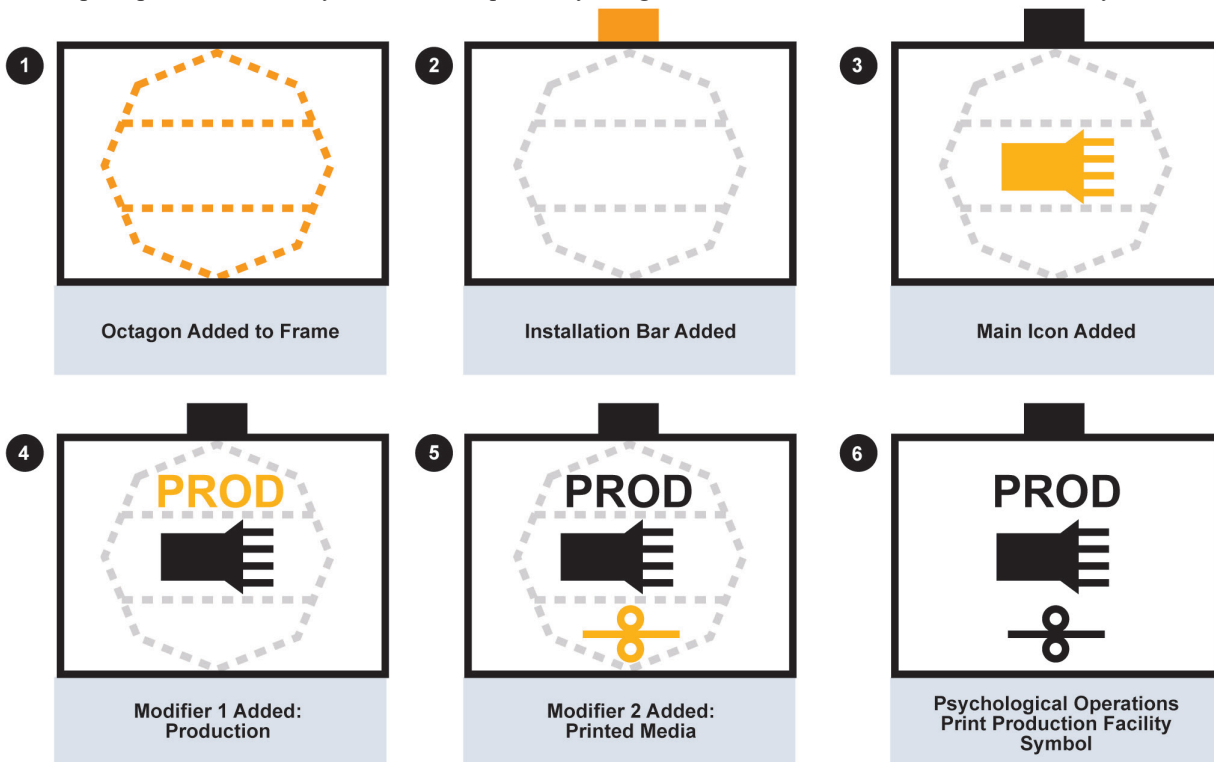 1
2
3
Octagon Added to Frame
Installation Bar Added
Main Icon Added
4
PROD
5
PROD
6
PROD
Modifier 1 Added:
Production
Modifier 2 Added:
Printed Media
Psychological Operations
Print Production Facility
Symbol